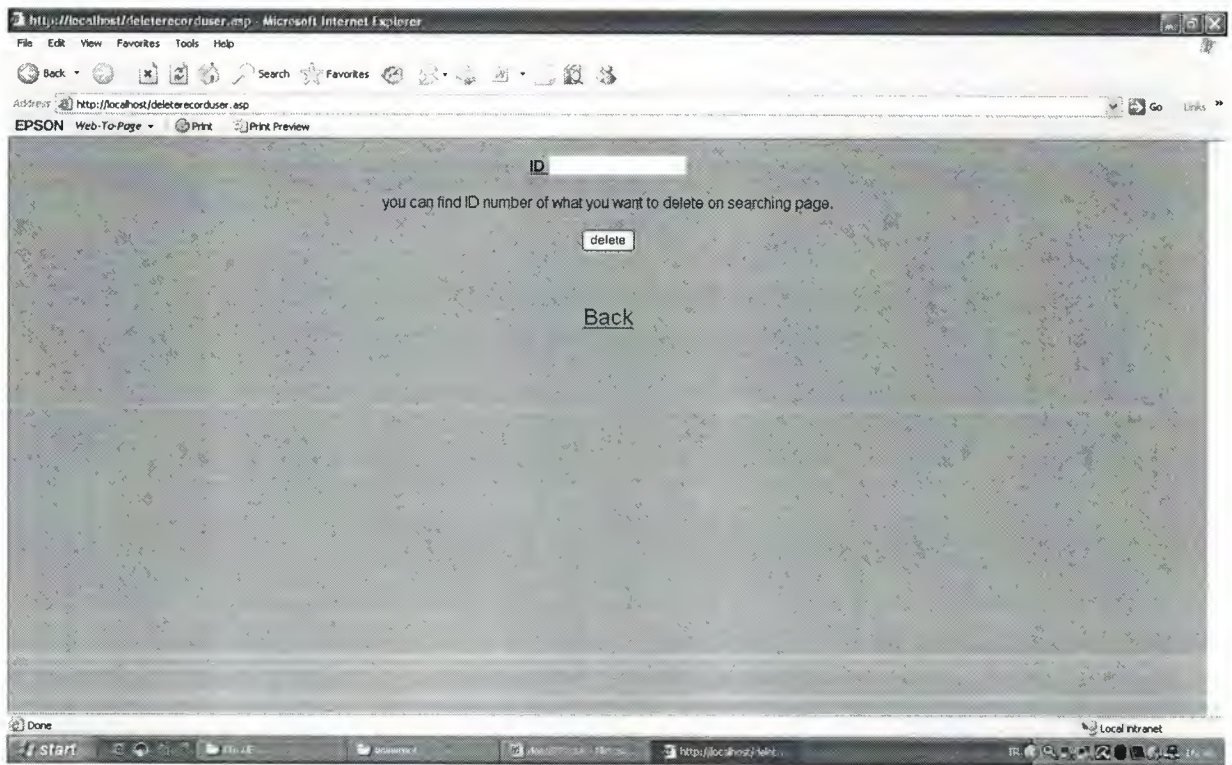 http://localhost/deleterecorduser.asp - Microsoft Internet Explorer
File Edit View Favorites Tools Help
Back Search Favorites
Address http://localhost/deleterecorduser.asp Go Links »
EPSON Web-To-Page Print Print Preview
ID
you can find ID number of what you want to delete on searching page.
delete
Back
Done Local intranet
start http://localhost/delet... TR